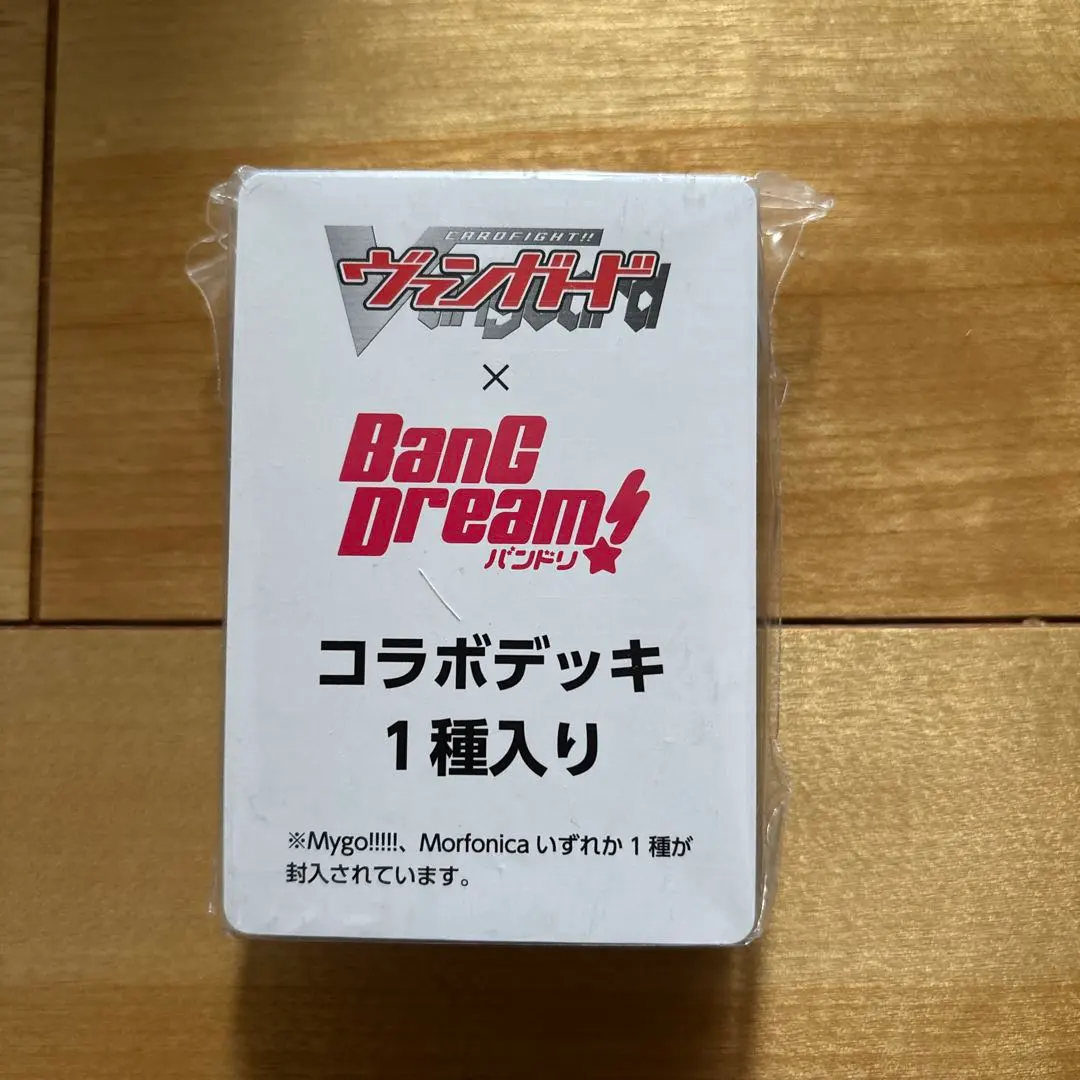 CARDFIGHT!!
ヴァンガード
Vanguard
×
BanG
Dream!
バンドリ
コラボデッキ
1種入り
※Mygo!!!!!、Morfonica いずれか 1 種が
封入されています。